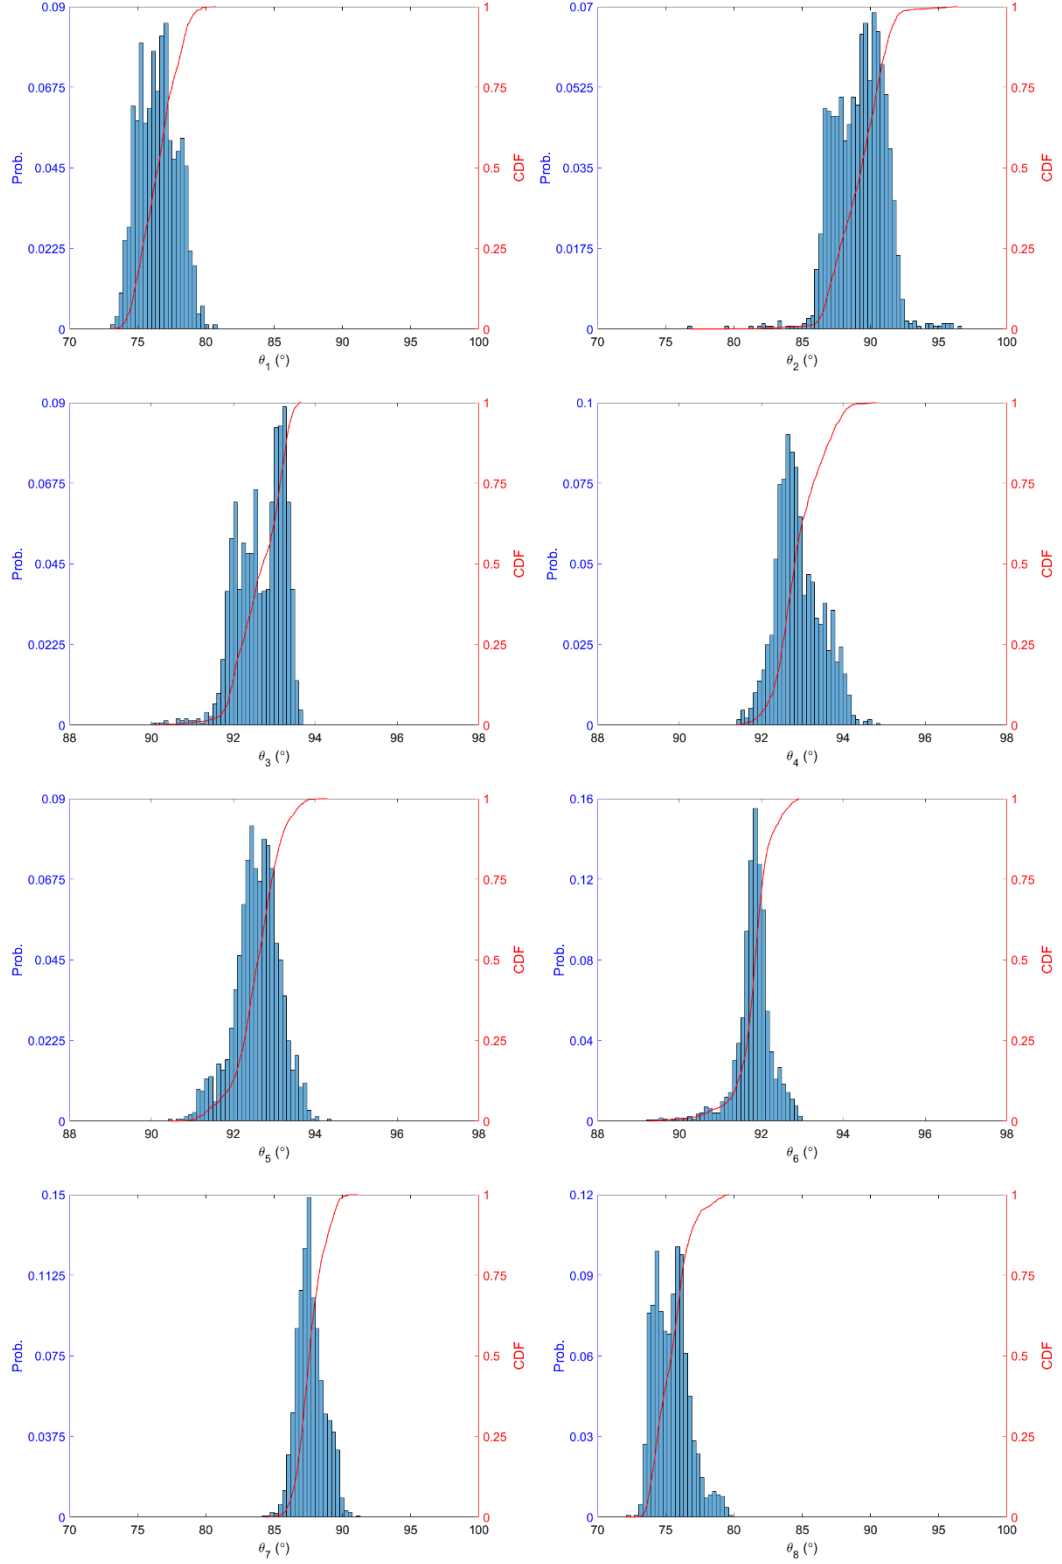 0.09
0.0675
0.045
0.0225
0
Prob.
1
0.75
0.5
0.25
0
CDF
70 75 80 85 90 95 100
θ1 (°)
0.07
0.0525
0.035
0.0175
0
Prob.
1
0.75
0.5
0.25
0
CDF
70 75 80 85 90 95 100
θ2 (°)
0.09
0.0675
0.045
0.0225
0
Prob.
1
0.75
0.5
0.25
0
CDF
88 90 92 94 96 98
θ3 (°)
0.1
0.075
0.05
0.025
0
Prob.
1
0.75
0.5
0.25
0
CDF
88 90 92 94 96 98
θ4 (°)
0.09
0.0675
0.045
0.0225
0
Prob.
1
0.75
0.5
0.25
0
CDF
88 90 92 94 96 98
θ5 (°)
0.16
0.12
0.08
0.04
0
Prob.
1
0.75
0.5
0.25
0
CDF
88 90 92 94 96 98
θ6 (°)
0.15
0.1125
0.075
0.0375
0
Prob.
1
0.75
0.5
0.25
0
CDF
70 75 80 85 90 95 100
θ7 (°)
0.12
0.09
0.06
0.03
0
Prob.
1
0.75
0.5
0.25
0
CDF
70 75 80 85 90 95 100
θ8 (°)